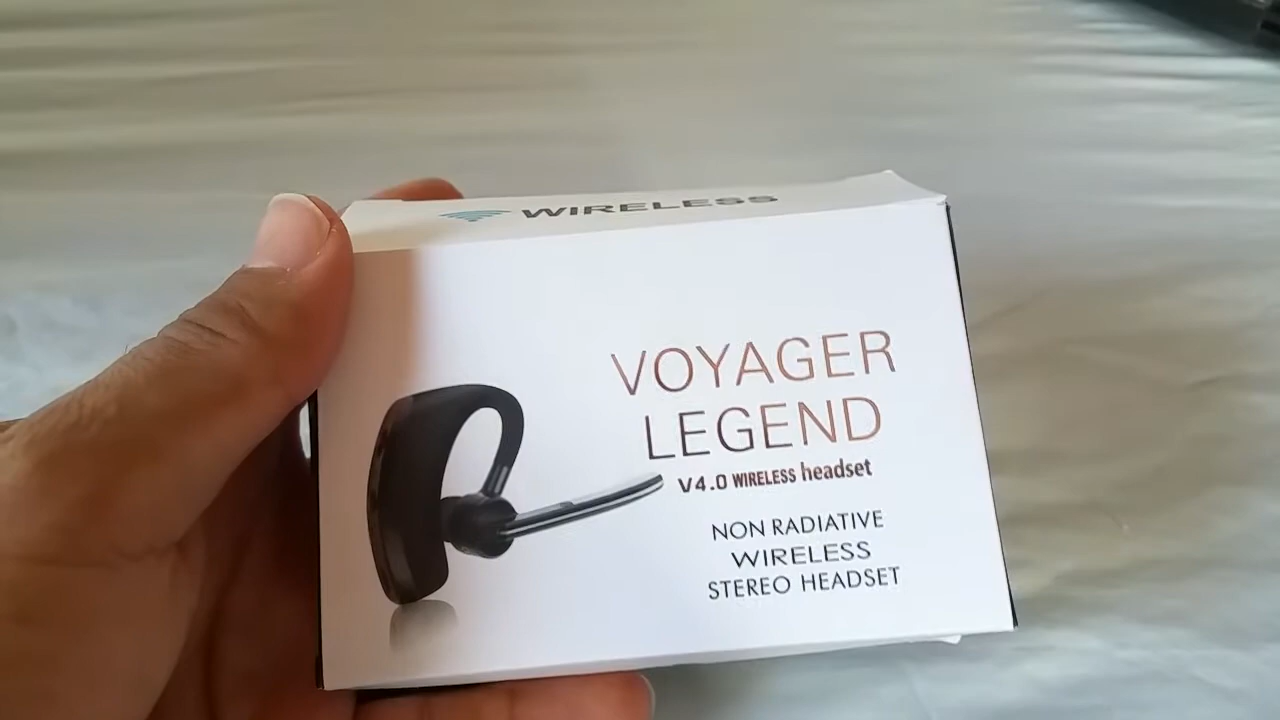 WIRELESS
VOYAGER
LEGEND
V4.0 WIRELESS headset
NON RADIATIVE
WIRELESS
STEREO HEADSET